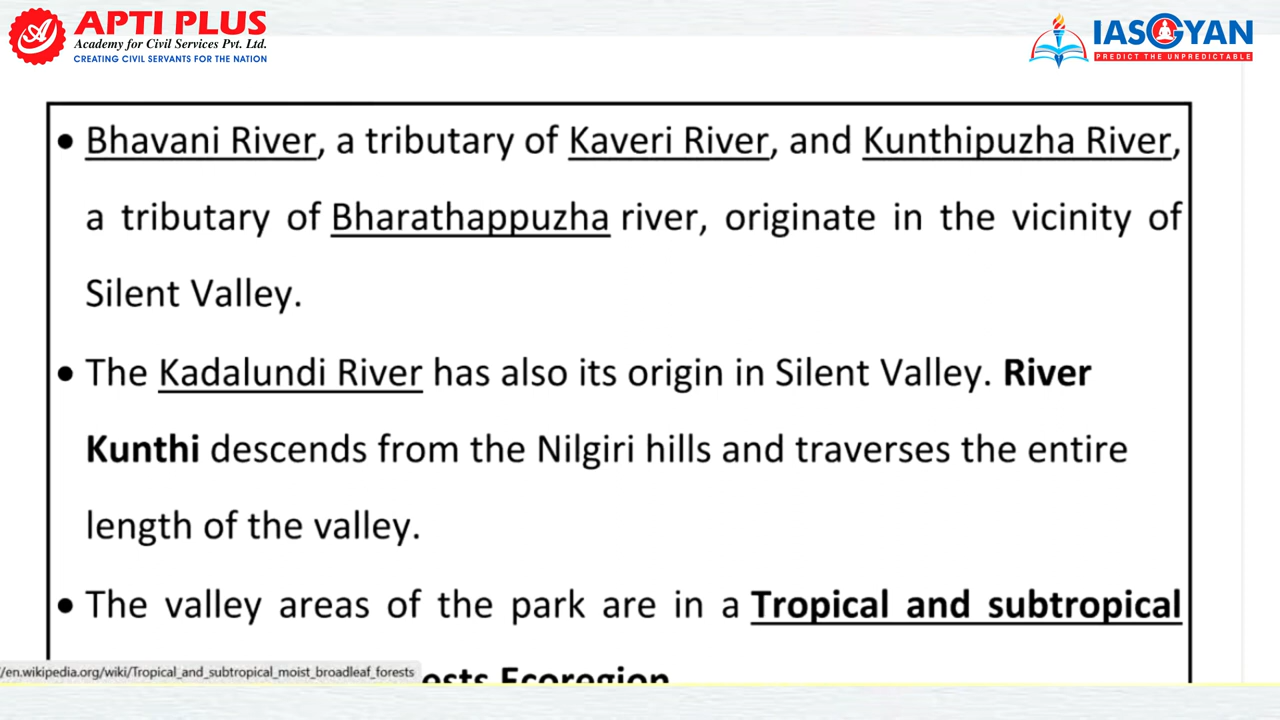 APTI PLUS
Academy for Civil Services Pvt. Ltd.
CREATING CIVIL SERVANTS FOR THE NATION
IASGYAN
PREDICT THE UNPREDICTABLE
• Bhavani River, a tributary of Kaveri River, and Kunthipuzha River,
a tributary of Bharathappuzha river, originate in the vicinity of
Silent Valley.
• The Kadalundi River has also its origin in Silent Valley. River
Kunthi descends from the Nilgiri hills and traverses the entire
length of the valley.
• The valley areas of the park are in a Tropical and subtropical
Ecoregion
/en.wikipedia.org/wiki/Tropical_and_subtropical_moist_broadleaf_forests